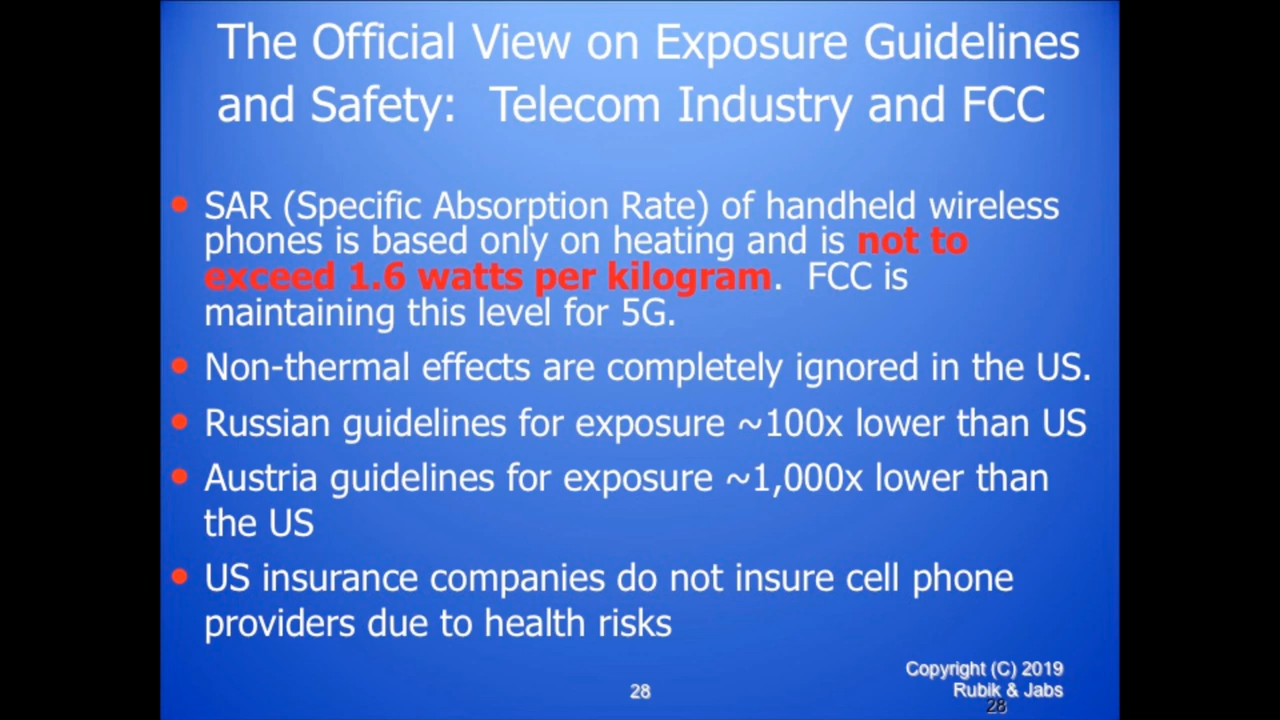 The Official View on Exposure Guidelines
and Safety:  Telecom Industry and FCC
• SAR (Specific Absorption Rate) of handheld wireless
phones is based only on heating and is not to
exceed 1.6 watts per kilogram.  FCC is
maintaining this level for 5G.
• Non-thermal effects are completely ignored in the US.
• Russian guidelines for exposure ~100x lower than US
• Austria guidelines for exposure ~1,000x lower than
the US
• US insurance companies do not insure cell phone
providers due to health risks
Copyright (C) 2019
28
Rubik & Jabs
28